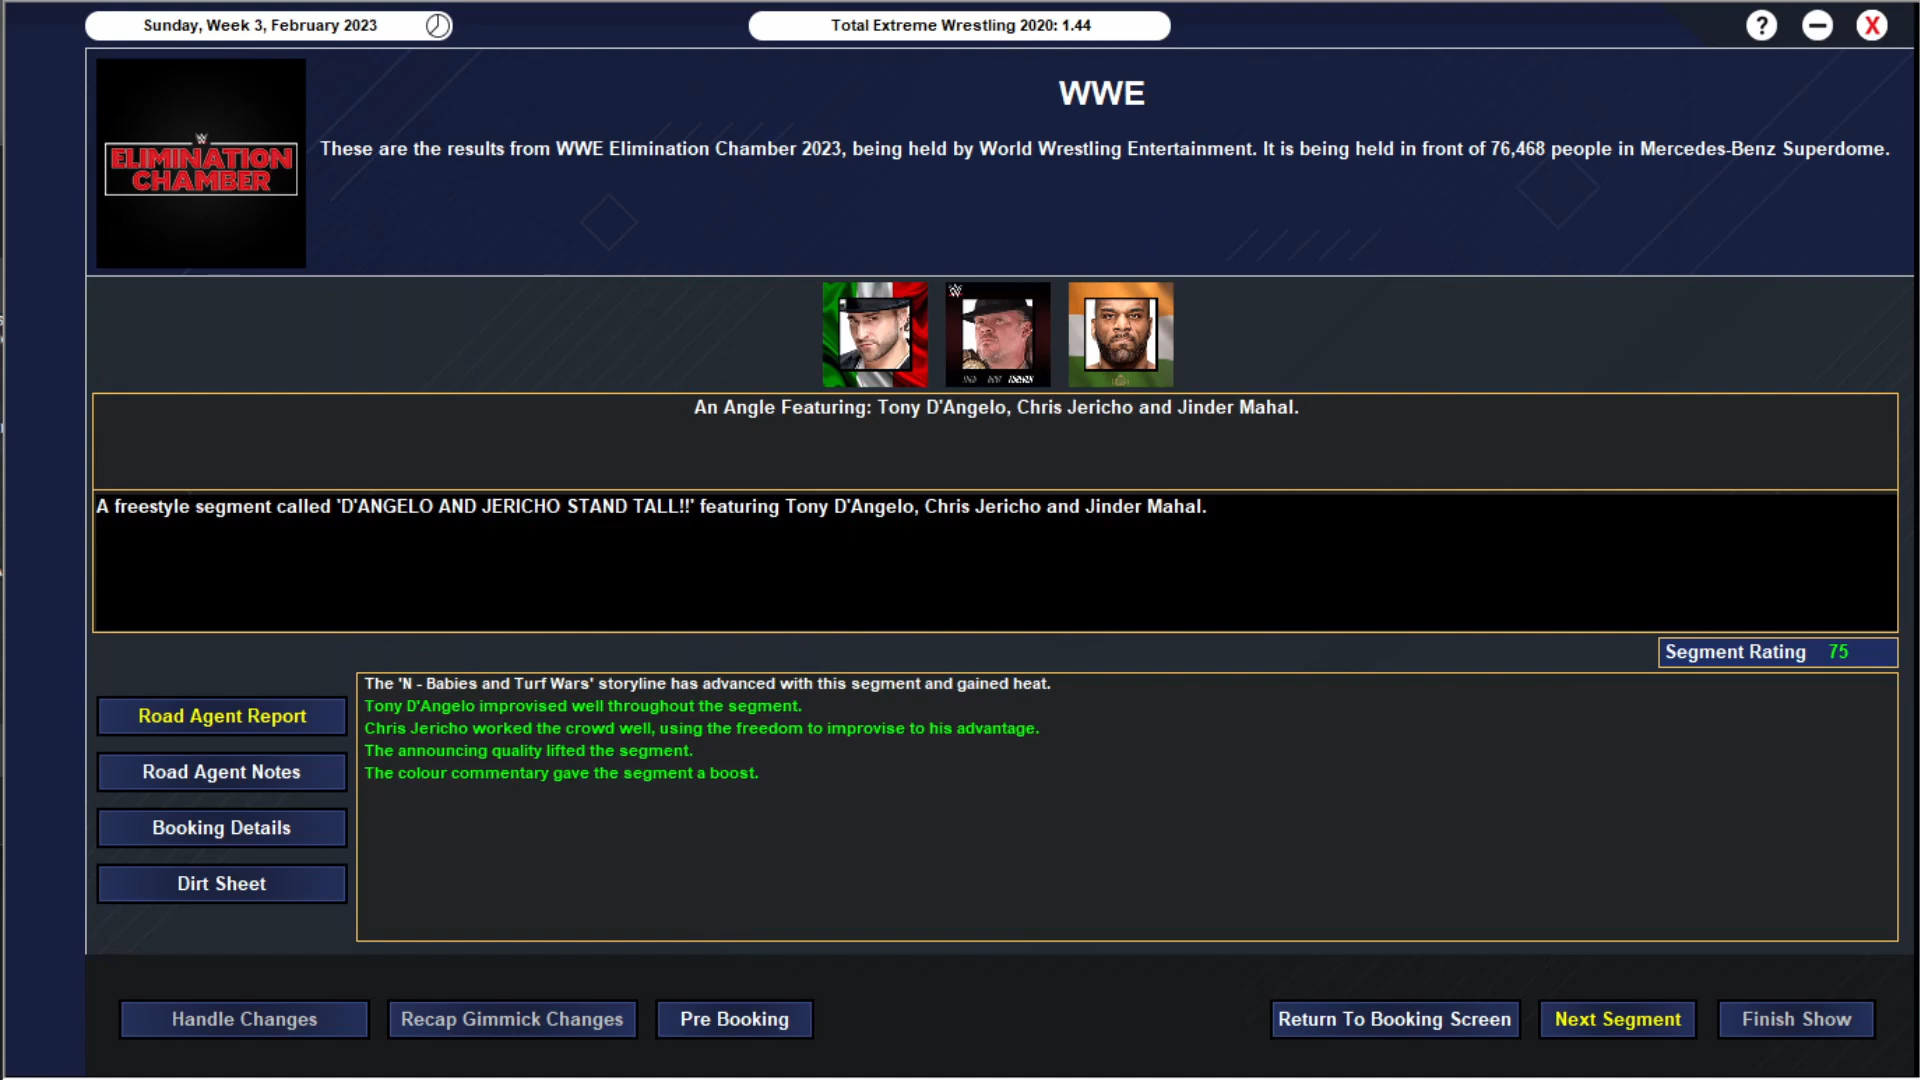 Sunday, Week 3, February 2023
Total Extreme Wrestling 2020: 1.44
?
X
WWE
W
ELIMINATION
CHAMBER
These are the results from WWE Elimination Chamber 2023, being held by World Wrestling Entertainment. It is being held in front of 76,468 people in Mercedes-Benz Superdome.
An Angle Featuring: Tony D'Angelo, Chris Jericho and Jinder Mahal.
A freestyle segment called 'D'ANGELO AND JERICHO STAND TALL!!' featuring Tony D'Angelo, Chris Jericho and Jinder Mahal.
Segment Rating 75
The 'N - Babies and Turf Wars' storyline has advanced with this segment and gained heat.
Tony D'Angelo improvised well throughout the segment.
Chris Jericho worked the crowd well, using the freedom to improvise to his advantage.
The announcing quality lifted the segment.
The colour commentary gave the segment a boost.
Road Agent Report
Road Agent Notes
Booking Details
Dirt Sheet
Handle Changes
Recap Gimmick Changes
Pre Booking
Return To Booking Screen
Next Segment
Finish Show